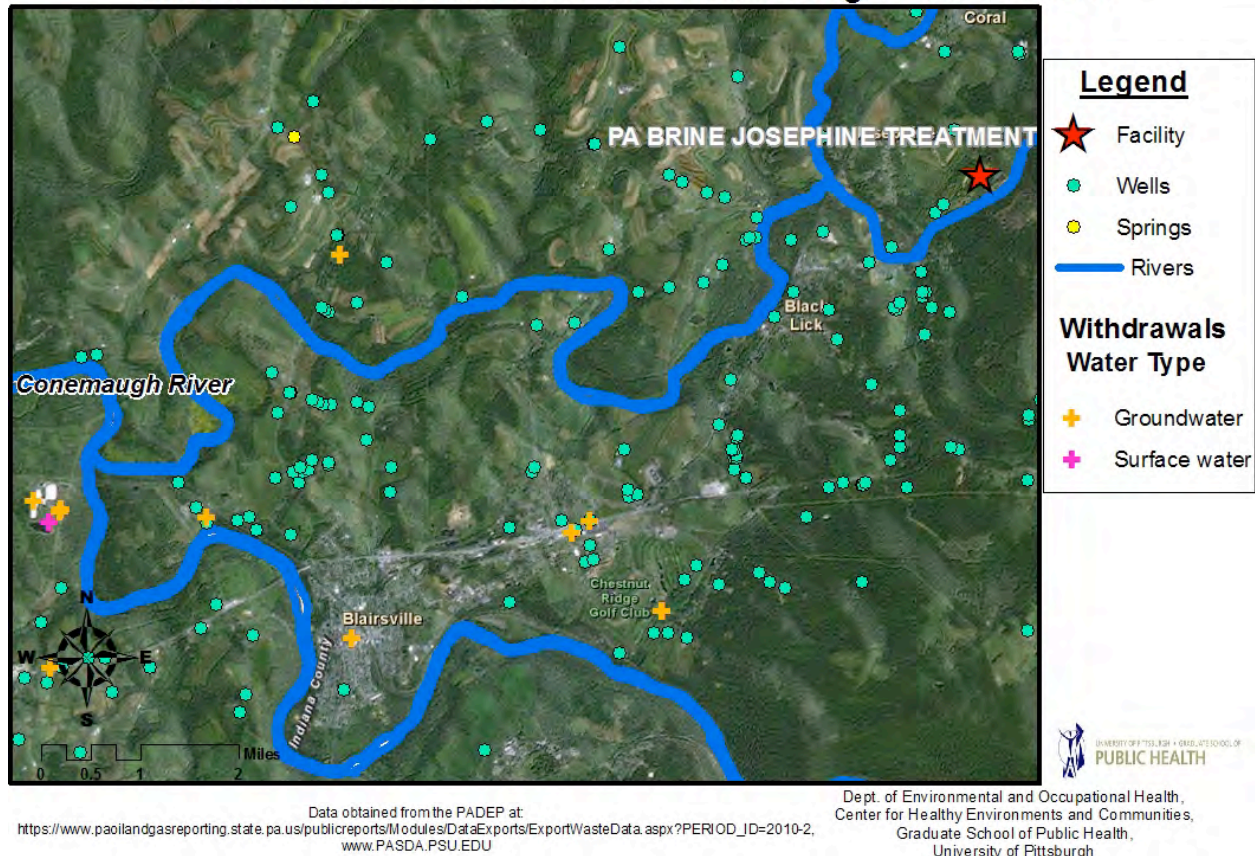 Coral
PA BRINE JOSEPHINE TREATMENT
Black
Lick
Conemaugh River
Chestnut
Ridge
Golf Club
Blairsville
Indiana County
N
W E
S
Miles
0 0.5 1 2
Legend
Facility
Wells
Springs
Rivers
Withdrawals
Water Type
Groundwater
Surface water
UNIVERSITY OF PITTSBURGH • GRADUATE SCHOOL OF
PUBLIC HEALTH
Data obtained from the PADEP at:
https://www.paoilandgasreporting.state.pa.us/publicreports/Modules/DataExports/ExportWasteData.aspx?PERIOD_ID=2010-2,
www.PASDA.PSU.EDU
Dept. of Environmental and Occupational Health,
Center for Healthy Environments and Communities,
Graduate School of Public Health,
University of Pittsburgh